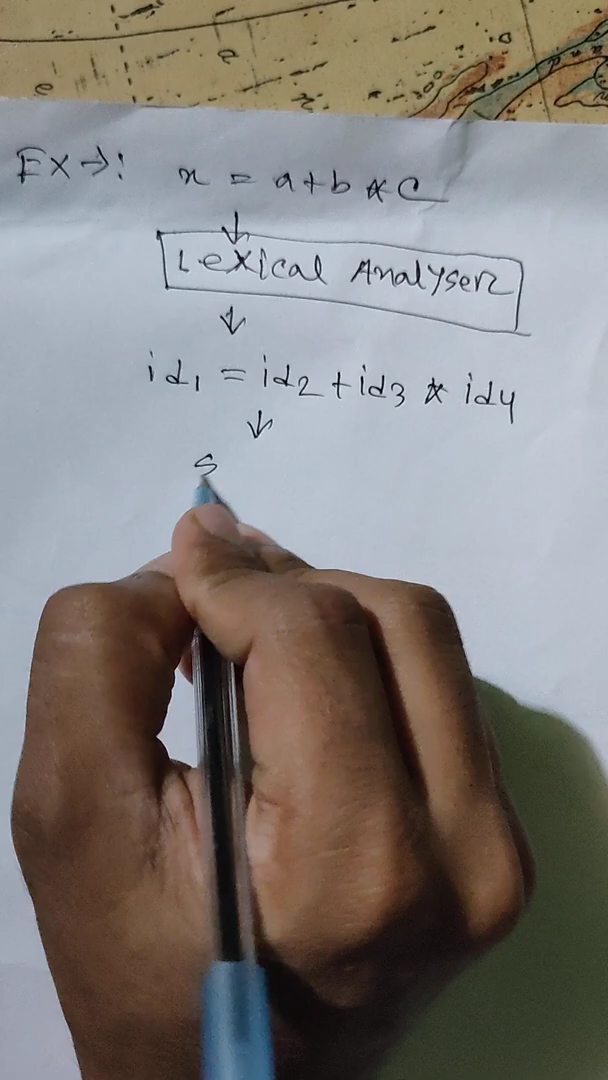 EX→: x = a+b*c
↓
Lexical Analyser
↓
id1 = id2 + id3 * id4
↓
S